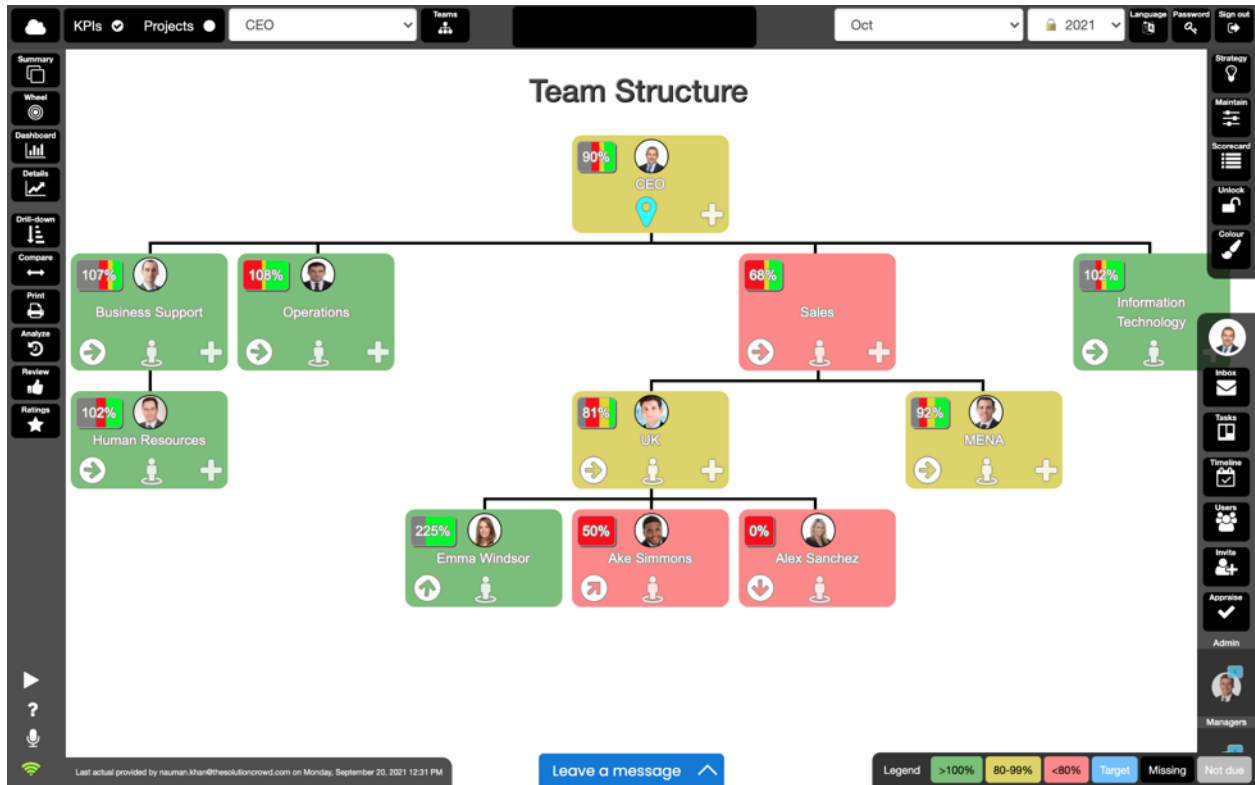 KPIs Projects CEO Teams Oct 2021 Language Password Sign out
Summary
Wheel
Dashboard
Details
Drill-down
Compare
Print
Analyze
Review
Ratings
Team Structure
90%
CEO
107%
Business Support
108%
Operations
68%
Sales
102%
Information
Technology
102%
Human Resources
81%
UK
92%
MENA
225%
Emma Windsor
50%
Ake Simmons
0%
Alex Sanchez
Strategy
Maintain
Scorecard
Unlock
Colour
Inbox
Tasks
Timeline
Users
Invite
Appraise
Admin
Managers
?
Last actual provided by nauman.khan@thesolutioncrowd.com on Monday, September 20, 2021 12:31 PM
Leave a message
Legend >100% 80-99% <80% Target Missing Not due